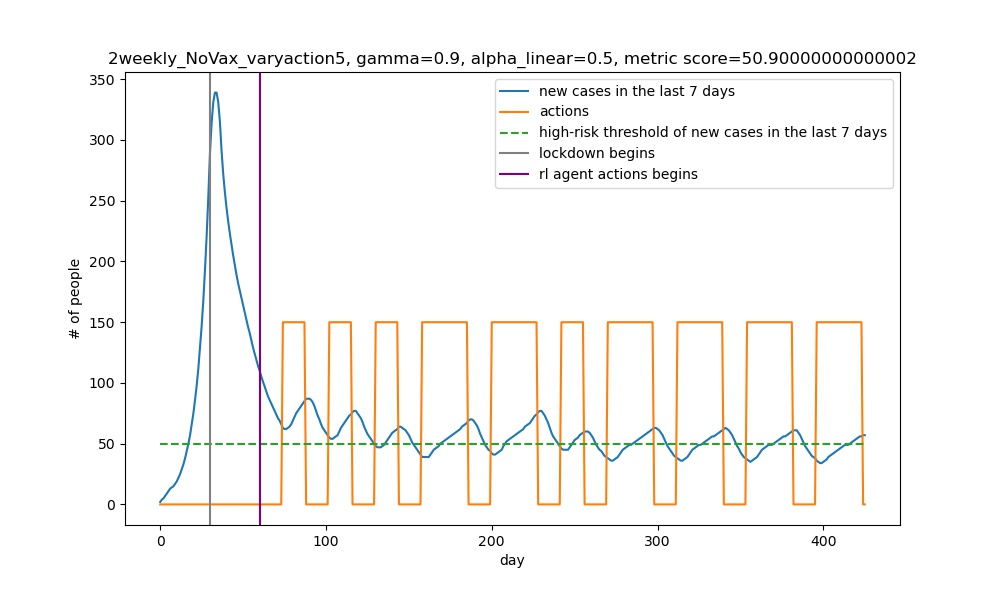 2weekly_NoVax_varyaction5, gamma=0.9, alpha_linear=0.5, metric score=50.90000000000002
350
300
250
200
150
100
50
0
# of people
new cases in the last 7 days
actions
high-risk threshold of new cases in the last 7 days
lockdown begins
rl agent actions begins
0 100 200 300 400
day